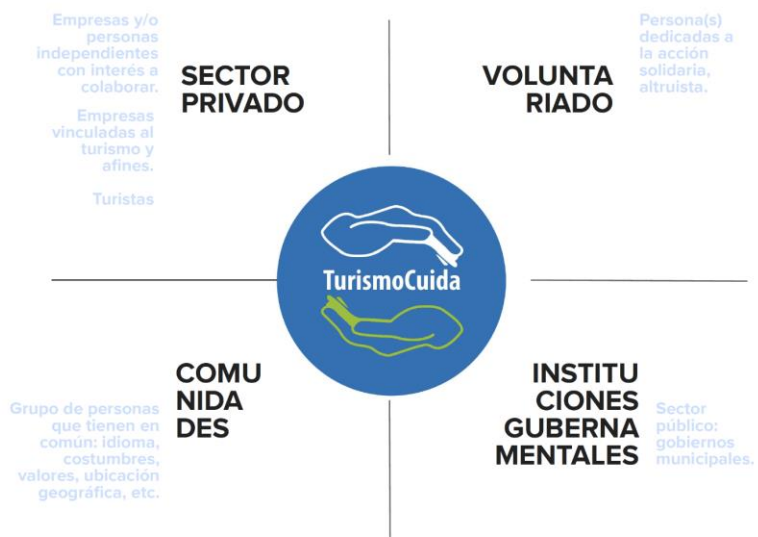 Empresas y/o
personas
independientes
con interés a
colaborar.
Empresas
vinculadas al
turismo y
afines.
Turistas
SECTOR
PRIVADO
VOLUNTA
RIADO
Persona(s)
dedicadas a
la acción
solidaria,
altruista.
TurismoCuida
Grupo de personas
que tienen en
común: idioma,
costumbres,
valores, ubicación
geográfica, etc.
COMU
NIDA
DES
INSTITU
CIONES
GUBERNA
MENTALES
Sector
público:
gobiernos
municipales.